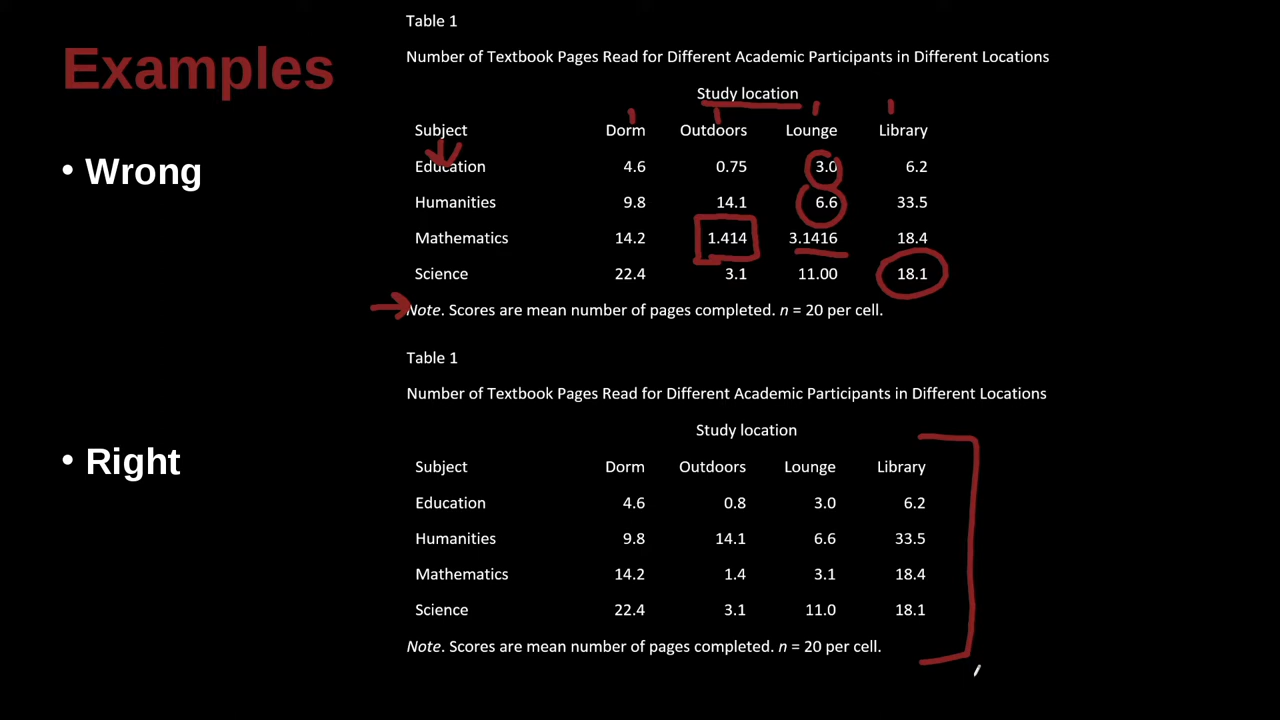 Examples
• Wrong
Table 1
Number of Textbook Pages Read for Different Academic Participants in Different Locations
Study location
Subject Dorm Outdoors Lounge Library
Education 4.6 0.75 3.0 6.2
Humanities 9.8 14.1 6.6 33.5
Mathematics 14.2 1.414 3.1416 18.4
Science 22.4 3.1 11.00 18.1
Note. Scores are mean number of pages completed. n = 20 per cell.
• Right
Table 1
Number of Textbook Pages Read for Different Academic Participants in Different Locations
Study location
Subject Dorm Outdoors Lounge Library
Education 4.6 0.8 3.0 6.2
Humanities 9.8 14.1 6.6 33.5
Mathematics 14.2 1.4 3.1 18.4
Science 22.4 3.1 11.0 18.1
Note. Scores are mean number of pages completed. n = 20 per cell.